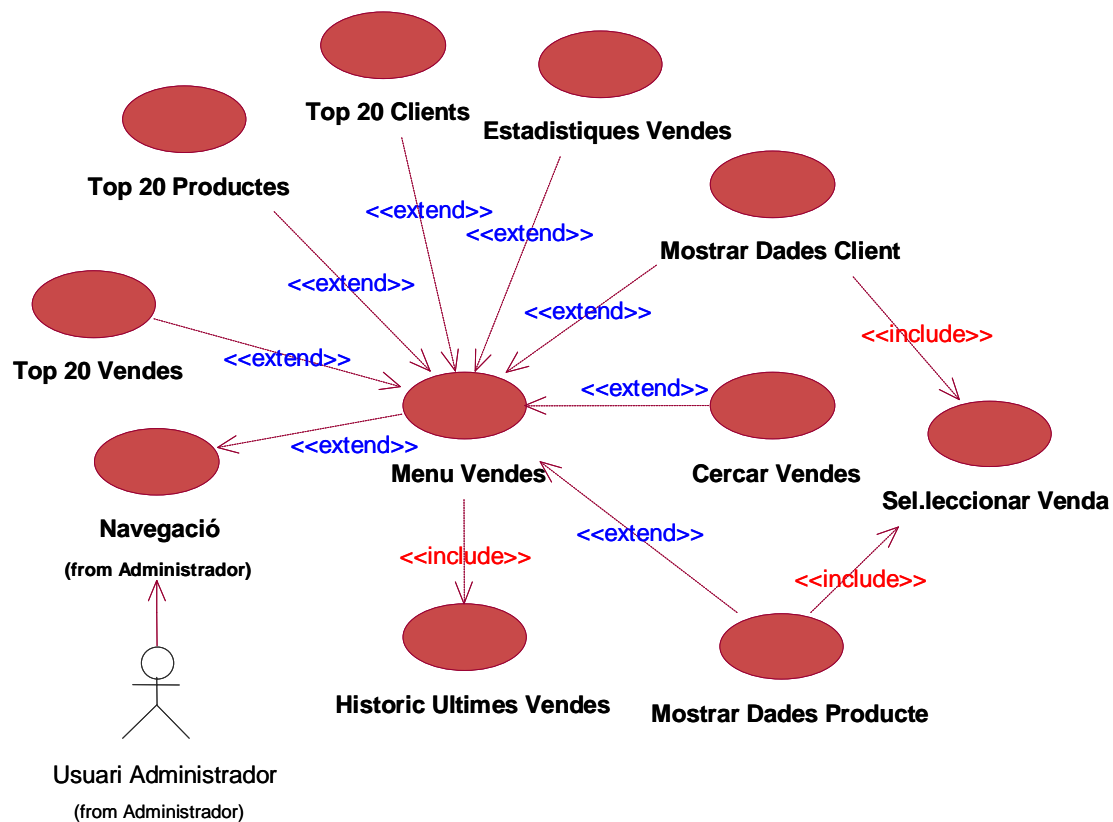 Top 20 Clients
Estadistiques Vendes
Top 20 Productes
<<extend>>
<<extend>>
Mostrar Dades Client
<<extend>>
<<extend>>
<<include>>
<<extend>>
Top 20 Vendes
<<extend>>
<<extend>>
Menu Vendes
Cercar Vendes
Sel.leccionar Venda
Navegació
(from Administrador)
<<extend>>
<<include>>
<<include>>
Historic Ultimes Vendes
Mostrar Dades Producte
Usuari Administrador
(from Administrador)